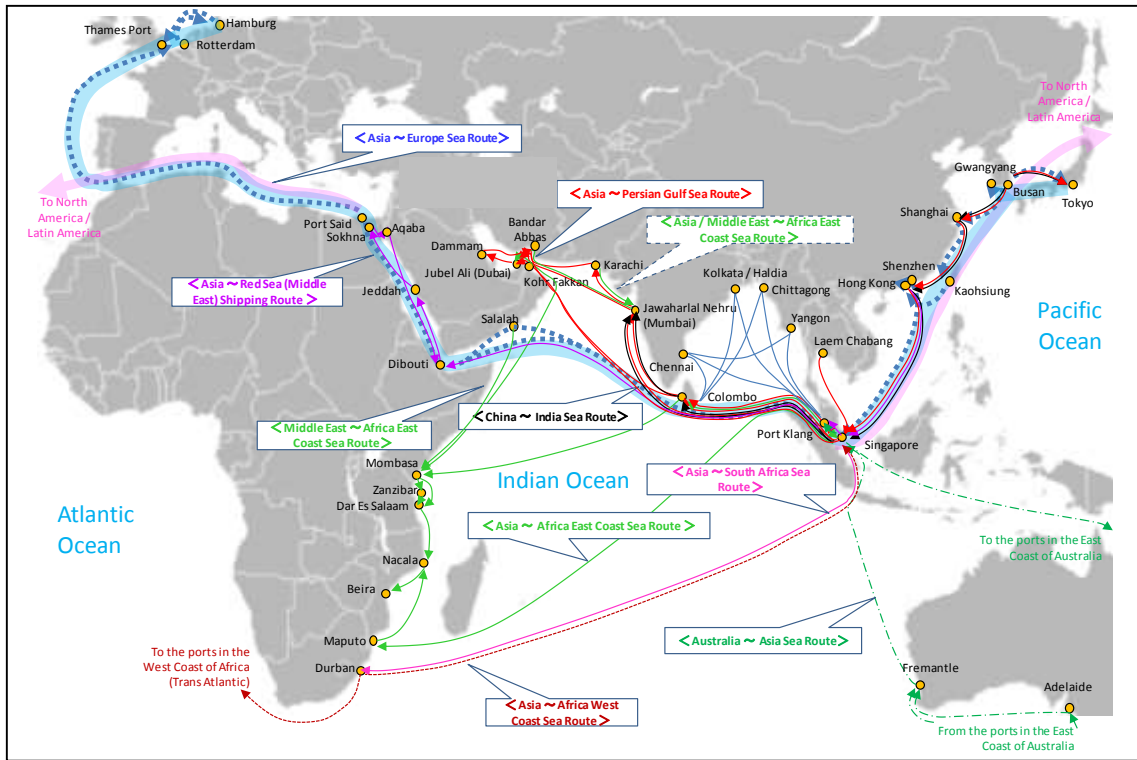 Hamburg
Thames Port
Rotterdam
To North
America /
Latin America
＜Asia ～ Europe Sea Route＞
Gwangyang
Busan
Tokyo
＜Asia ～ Persian Gulf Sea Route＞
To North
America /
Latin America
Shanghai
Port Said
Sokhna
Aqaba
Bandar
Abbas
＜Asia / Middle East ～ Africa East
Coast Sea Route＞
Dammam
Jubel Ali (Dubai)
Kohr Fakkan
Karachi
Shenzhen
Kolkata / Haldia
Hong Kong
＜Asia ～ Red Sea (Middle
East) Shipping Route＞
Jeddah
Chittagong
Kaohsiung
Jawaharlal Nehru
(Mumbai)
Pacific
Ocean
Salalah
Yangon
Laem Chabang
Dibouti
Chennai
Colombo
＜China ～ India Sea Route＞
＜Middle East ～ Africa East
Coast Sea Route＞
Port Klang
Singapore
Mombasa
Indian Ocean
＜Asia ～ South Africa Sea
Route＞
Zanzibar
Dar Es Salaam
Atlantic
Ocean
＜Asia ～ Africa East Coast Sea Route＞
To the ports in the East
Coast of Australia
Nacala
Beira
Maputo
＜Australia ～ Asia Sea Route＞
To the ports in the
West Coast of Africa
(Trans Atlantic)
Durban
Fremantle
Adelaide
＜Asia ～ Africa West
Coast Sea Route＞
From the ports in the East
Coast of Australia